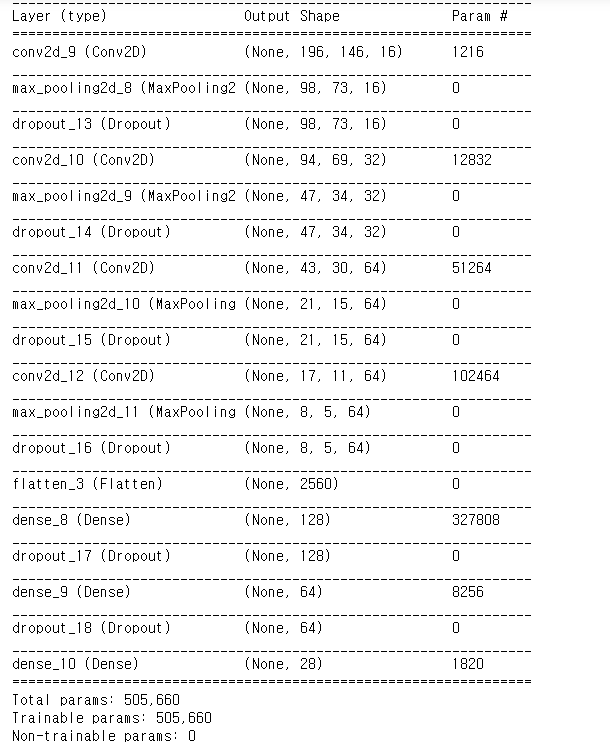 Layer (type)                 Output Shape              Param #
=================================================================
conv2d_9 (Conv2D)            (None, 196, 146, 16)      1216
_________________________________________________________________
max_pooling2d_8 (MaxPooling2 (None, 98, 73, 16)        0
_________________________________________________________________
dropout_13 (Dropout)         (None, 98, 73, 16)        0
_________________________________________________________________
conv2d_10 (Conv2D)           (None, 94, 69, 32)        12832
_________________________________________________________________
max_pooling2d_9 (MaxPooling2 (None, 47, 34, 32)        0
_________________________________________________________________
dropout_14 (Dropout)         (None, 47, 34, 32)        0
_________________________________________________________________
conv2d_11 (Conv2D)           (None, 43, 30, 64)        51264
_________________________________________________________________
max_pooling2d_10 (MaxPooling (None, 21, 15, 64)        0
_________________________________________________________________
dropout_15 (Dropout)         (None, 21, 15, 64)        0
_________________________________________________________________
conv2d_12 (Conv2D)           (None, 17, 11, 64)        102464
_________________________________________________________________
max_pooling2d_11 (MaxPooling (None, 8, 5, 64)          0
_________________________________________________________________
dropout_16 (Dropout)         (None, 8, 5, 64)          0
_________________________________________________________________
flatten_3 (Flatten)          (None, 2560)              0
_________________________________________________________________
dense_8 (Dense)              (None, 128)               327808
_________________________________________________________________
dropout_17 (Dropout)         (None, 128)               0
_________________________________________________________________
dense_9 (Dense)              (None, 64)                8256
_________________________________________________________________
dropout_18 (Dropout)         (None, 64)                0
_________________________________________________________________
dense_10 (Dense)             (None, 28)                1820
=================================================================
Total params: 505,660
Trainable params: 505,660
Non-trainable params: 0